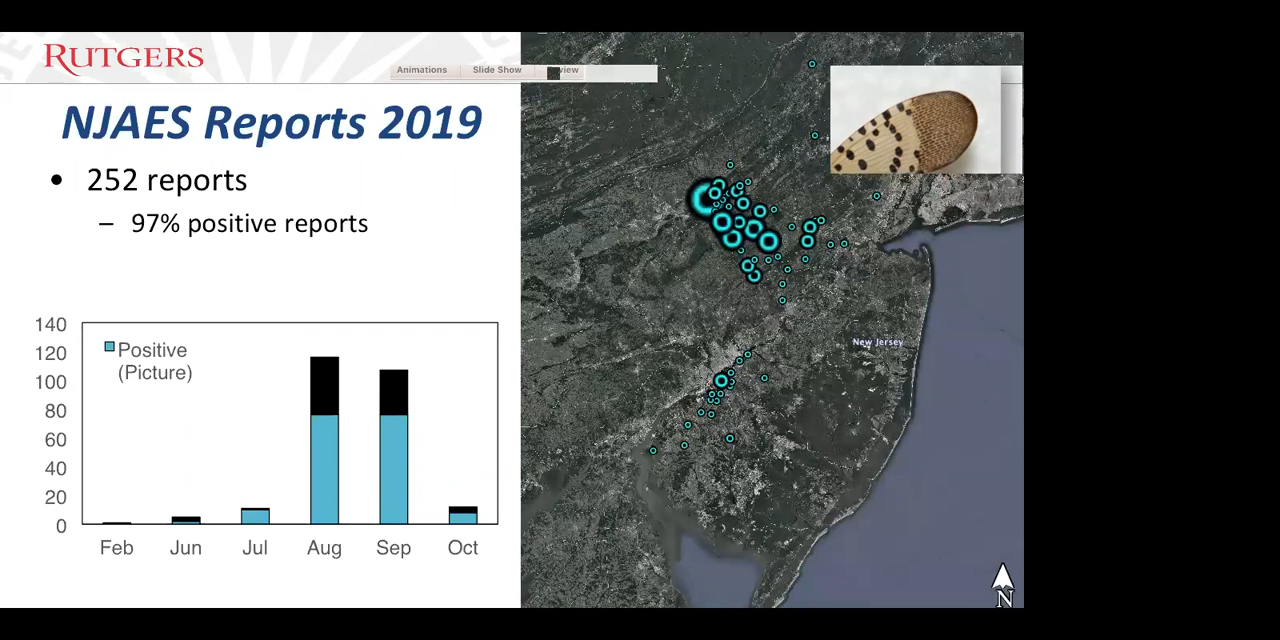 RUTGERS
Animations
Slide Show
view
NJAES Reports 2019
• 252 reports
– 97% positive reports
140
120
100
80
60
40
20
0
Positive
(Picture)
Feb Jun Jul Aug Sep Oct
New Jersey
N